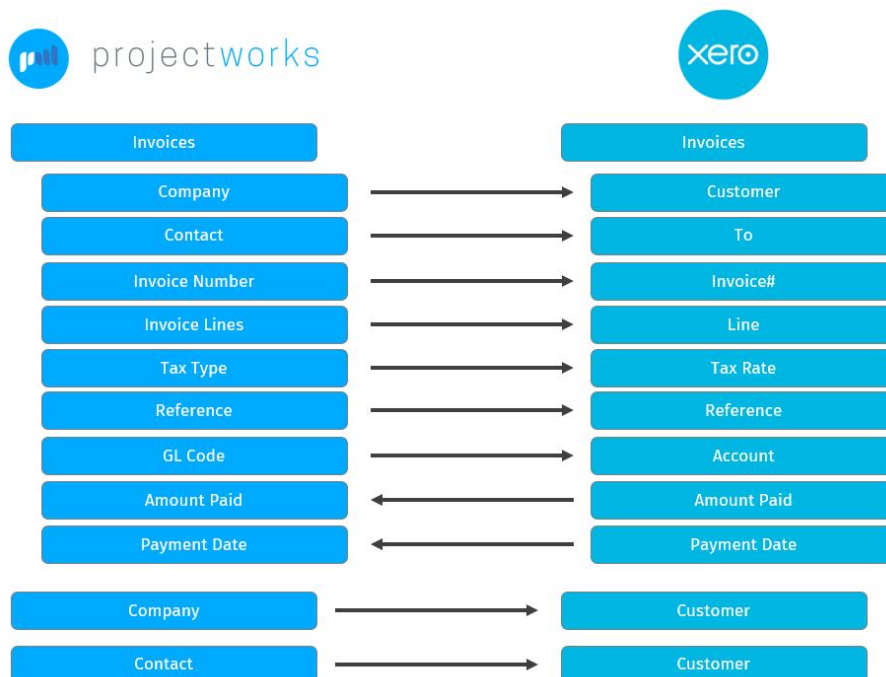 projectworks
xero
Invoices Invoices
Company Customer
Contact To
Invoice Number Invoice#
Invoice Lines Line
Tax Type Tax Rate
Reference Reference
GL Code Account
Amount Paid Amount Paid
Payment Date Payment Date
Company Customer
Contact Customer